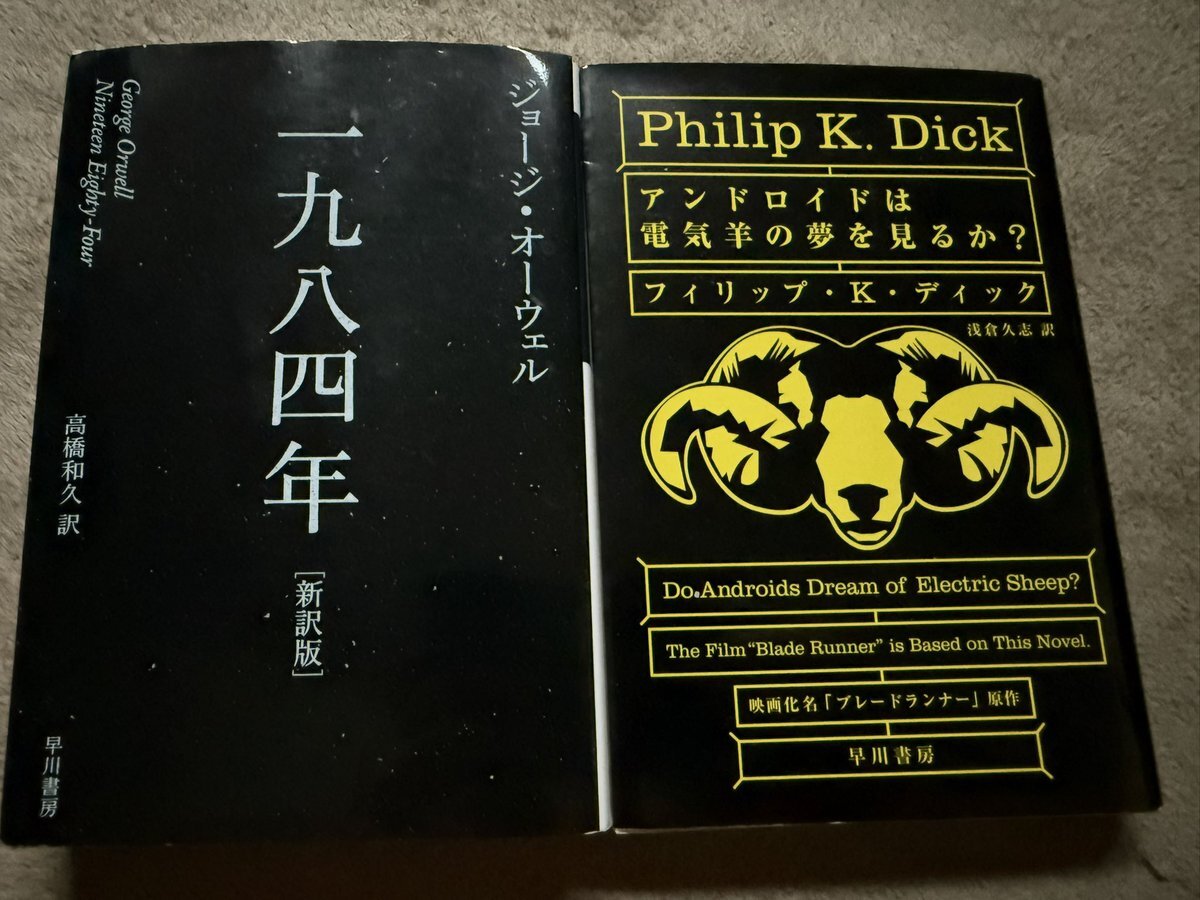 ジョージ・オーウェル
一九八四年
[新訳版]
George Orwell
Nineteen Eighty-Four
高橋和久 訳
早川書房
Philip K. Dick
アンドロイドは
電気羊の夢を見るか?
フィリップ・K・ディック
浅倉久志 訳
Do Androids Dream of Electric Sheep?
The Film “Blade Runner” is Based on This Novel.
映画化名「ブレードランナー」原作
早川書房